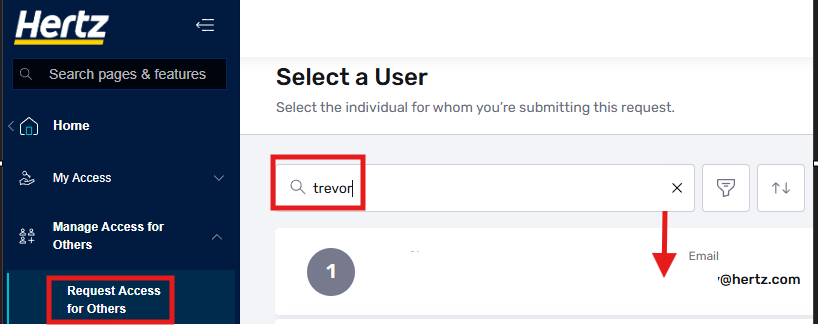 Hertz
Search pages & features
Home
My Access
Manage Access for
Others
Request Access
for Others
Select a User
Select the individual for whom you’re submitting this request.
trevor
1
Email
@hertz.com